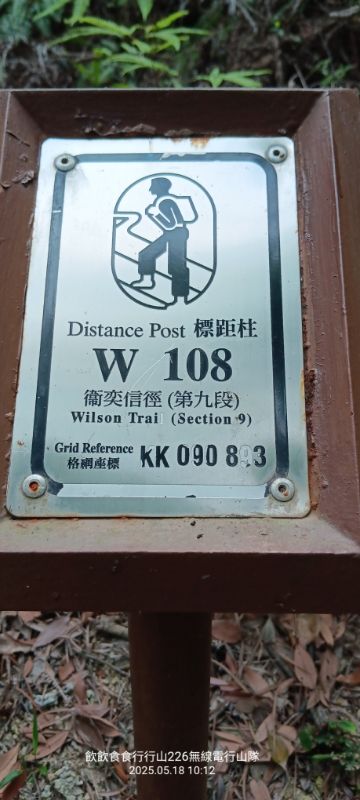 Distance Post 標距柱
W 108
衞奕信徑 (第九段)
Wilson Trail (Section 9)
Grid Reference
格網座標
KK 090 893
飲飲食食行行山226無線電行山隊
2025.05.18 10:12